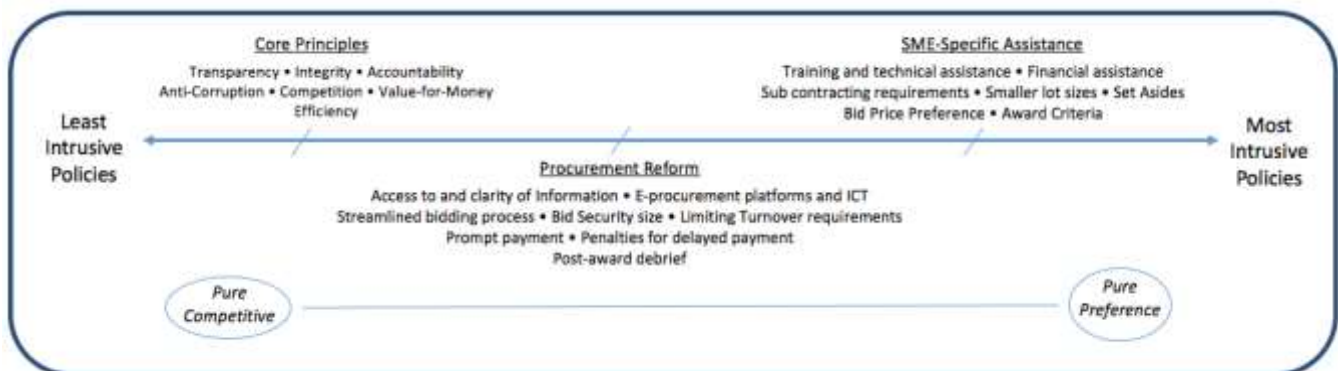 Core Principles
Transparency • Integrity • Accountability
Anti-Corruption • Competition • Value-for-Money
Efficiency
SME-Specific Assistance
Training and technical assistance • Financial assistance
Sub contracting requirements • Smaller lot sizes • Set Asides
Bid Price Preference • Award Criteria
Least
Intrusive
Policies
Most
Intrusive
Policies
Procurement Reform
Access to and clarity of Information • E-procurement platforms and ICT
Streamlined bidding process • Bid Security size • Limiting Turnover requirements
Prompt payment • Penalties for delayed payment
Post-award debrief
Pure
Competitive
Pure
Preference